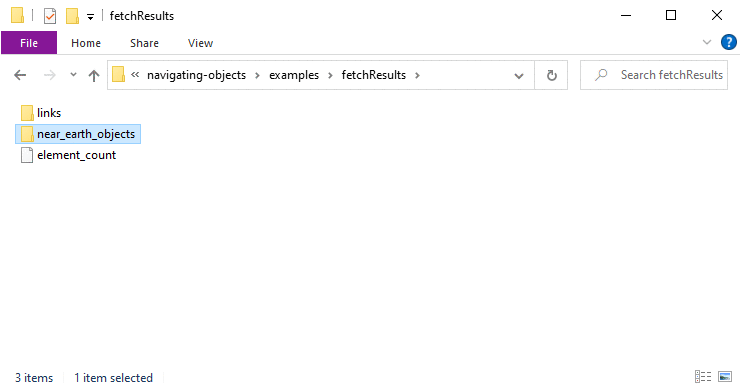 fetchResults
File Home Share View
navigating-objects examples fetchResults Search fetchResults
links
near_earth_objects
element_count
3 items 1 item selected